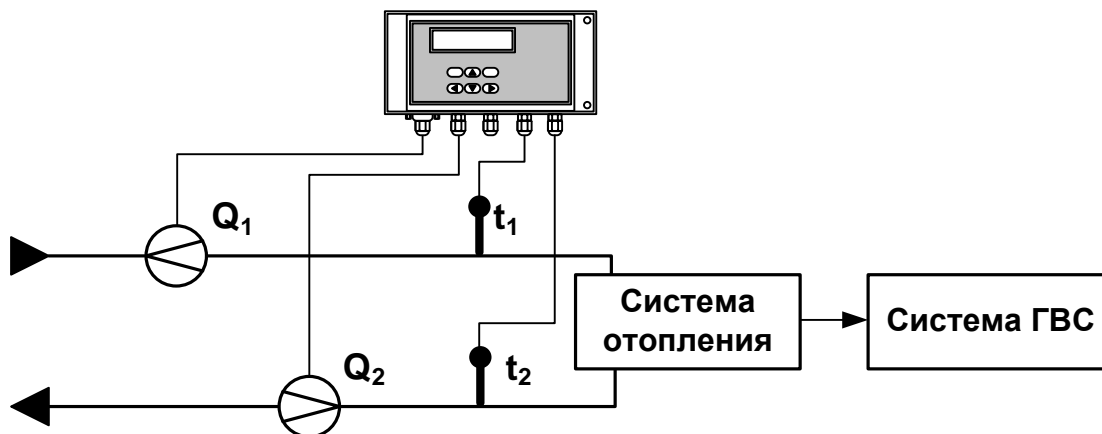 Q₁
t₁
Система
отопления
Система ГВС
Q₂
t₂